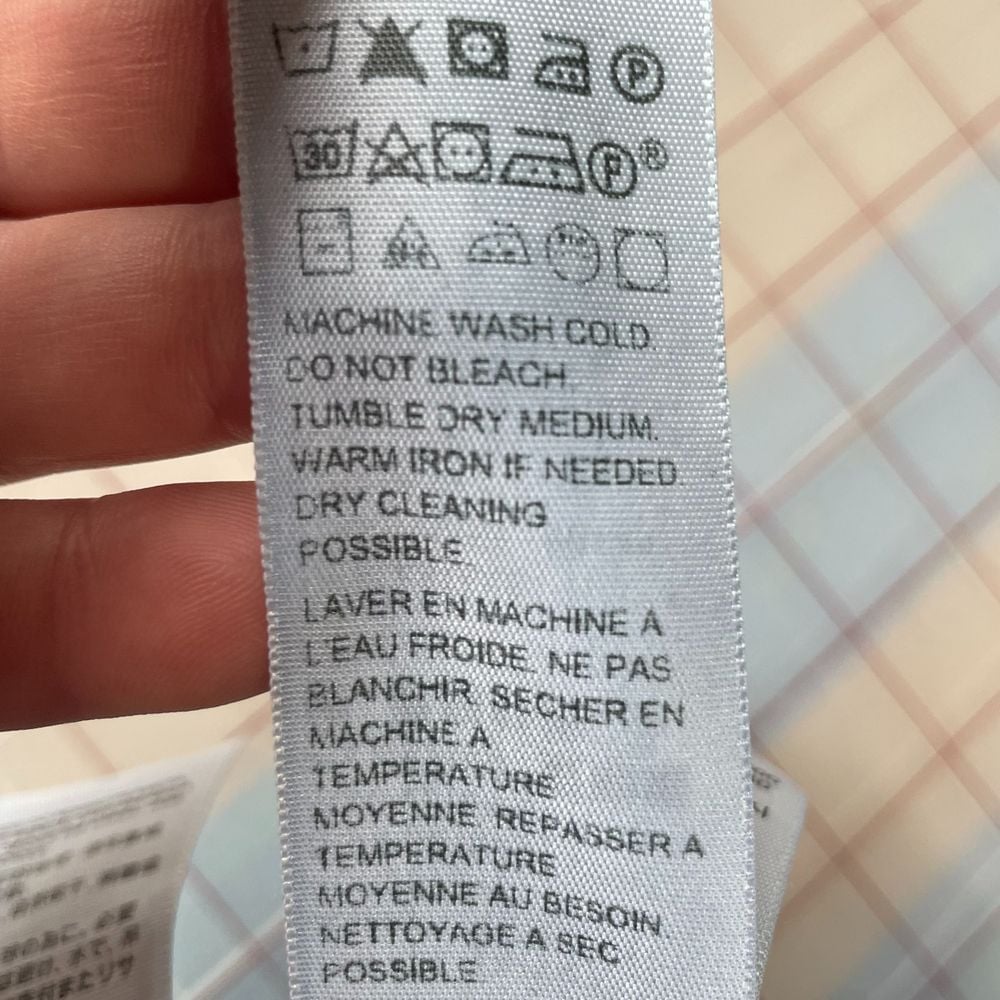 P
30 F
MACHINE WASH COLD
DO NOT BLEACH.
TUMBLE DRY MEDIUM.
WARM IRON IF NEEDED
DRY CLEANING
POSSIBLE
LAVER EN MACHINE A
L'EAU FROIDE. NE PAS
BLANCHIR. SECHER EN
MACHINE A
TEMPERATURE
MOYENNE REPASSER A
TEMPERATURE
MOYENNE AU BESOIN.
NETTOYAGE A SEC
POSSIBLE